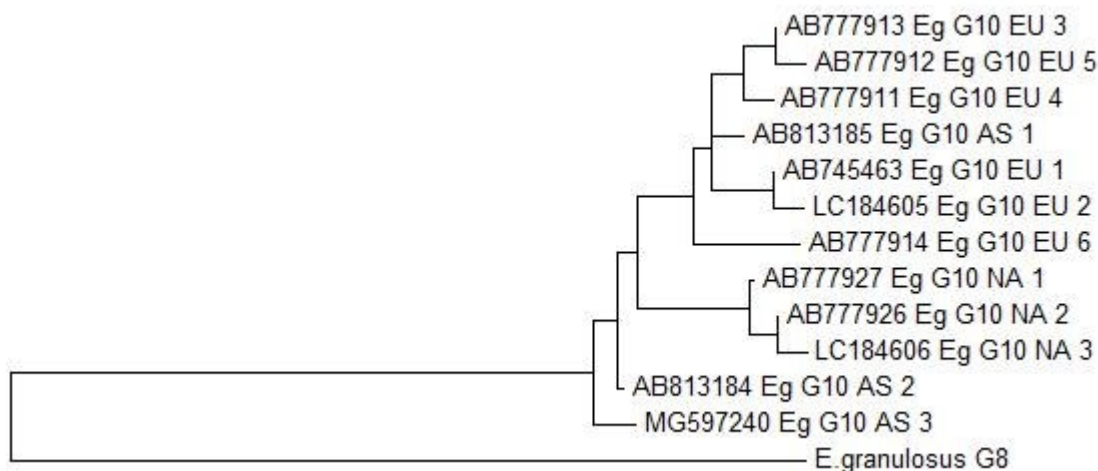 AB777913 Eg G10 EU 3
AB777912 Eg G10 EU 5
AB777911 Eg G10 EU 4
AB813185 Eg G10 AS 1
AB745463 Eg G10 EU 1
LC184605 Eg G10 EU 2
AB777914 Eg G10 EU 6
AB777927 Eg G10 NA 1
AB777926 Eg G10 NA 2
LC184606 Eg G10 NA 3
AB813184 Eg G10 AS 2
MG597240 Eg G10 AS 3
E.granulosus G8